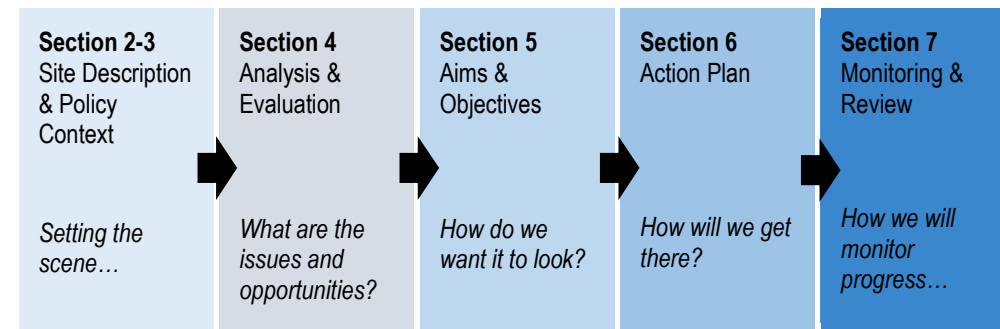 Section 2-3
Site Description
& Policy
Context
Setting the
scene…
Section 4
Analysis &
Evaluation
What are the
issues and
opportunities?
Section 5
Aims &
Objectives
How do we
want it to look?
Section 6
Action Plan
How will we get
there?
Section 7
Monitoring &
Review
How we will
monitor
progress…